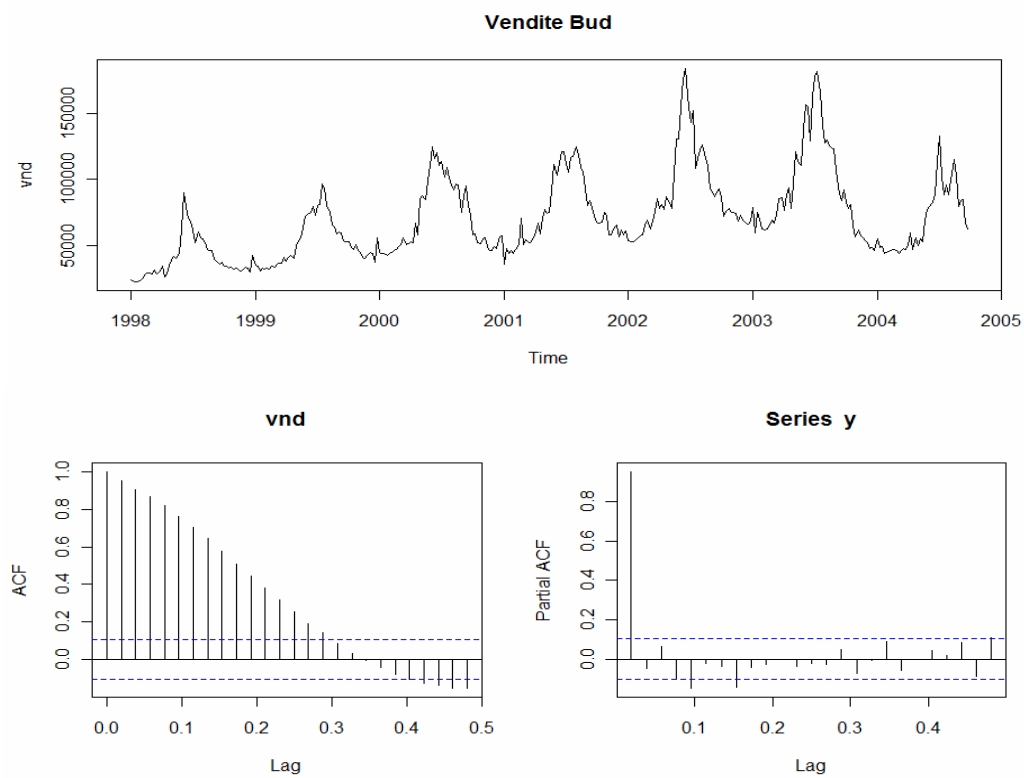 Vendite Bud
vnd
50000 100000 150000
1998 1999 2000 2001 2002 2003 2004 2005
Time
vnd
ACF
0.0 0.2 0.4 0.6 0.8 1.0
0.0 0.1 0.2 0.3 0.4 0.5
Lag
Series y
Partial ACF
0.0 0.2 0.4 0.6 0.8
0.1 0.2 0.3 0.4
Lag